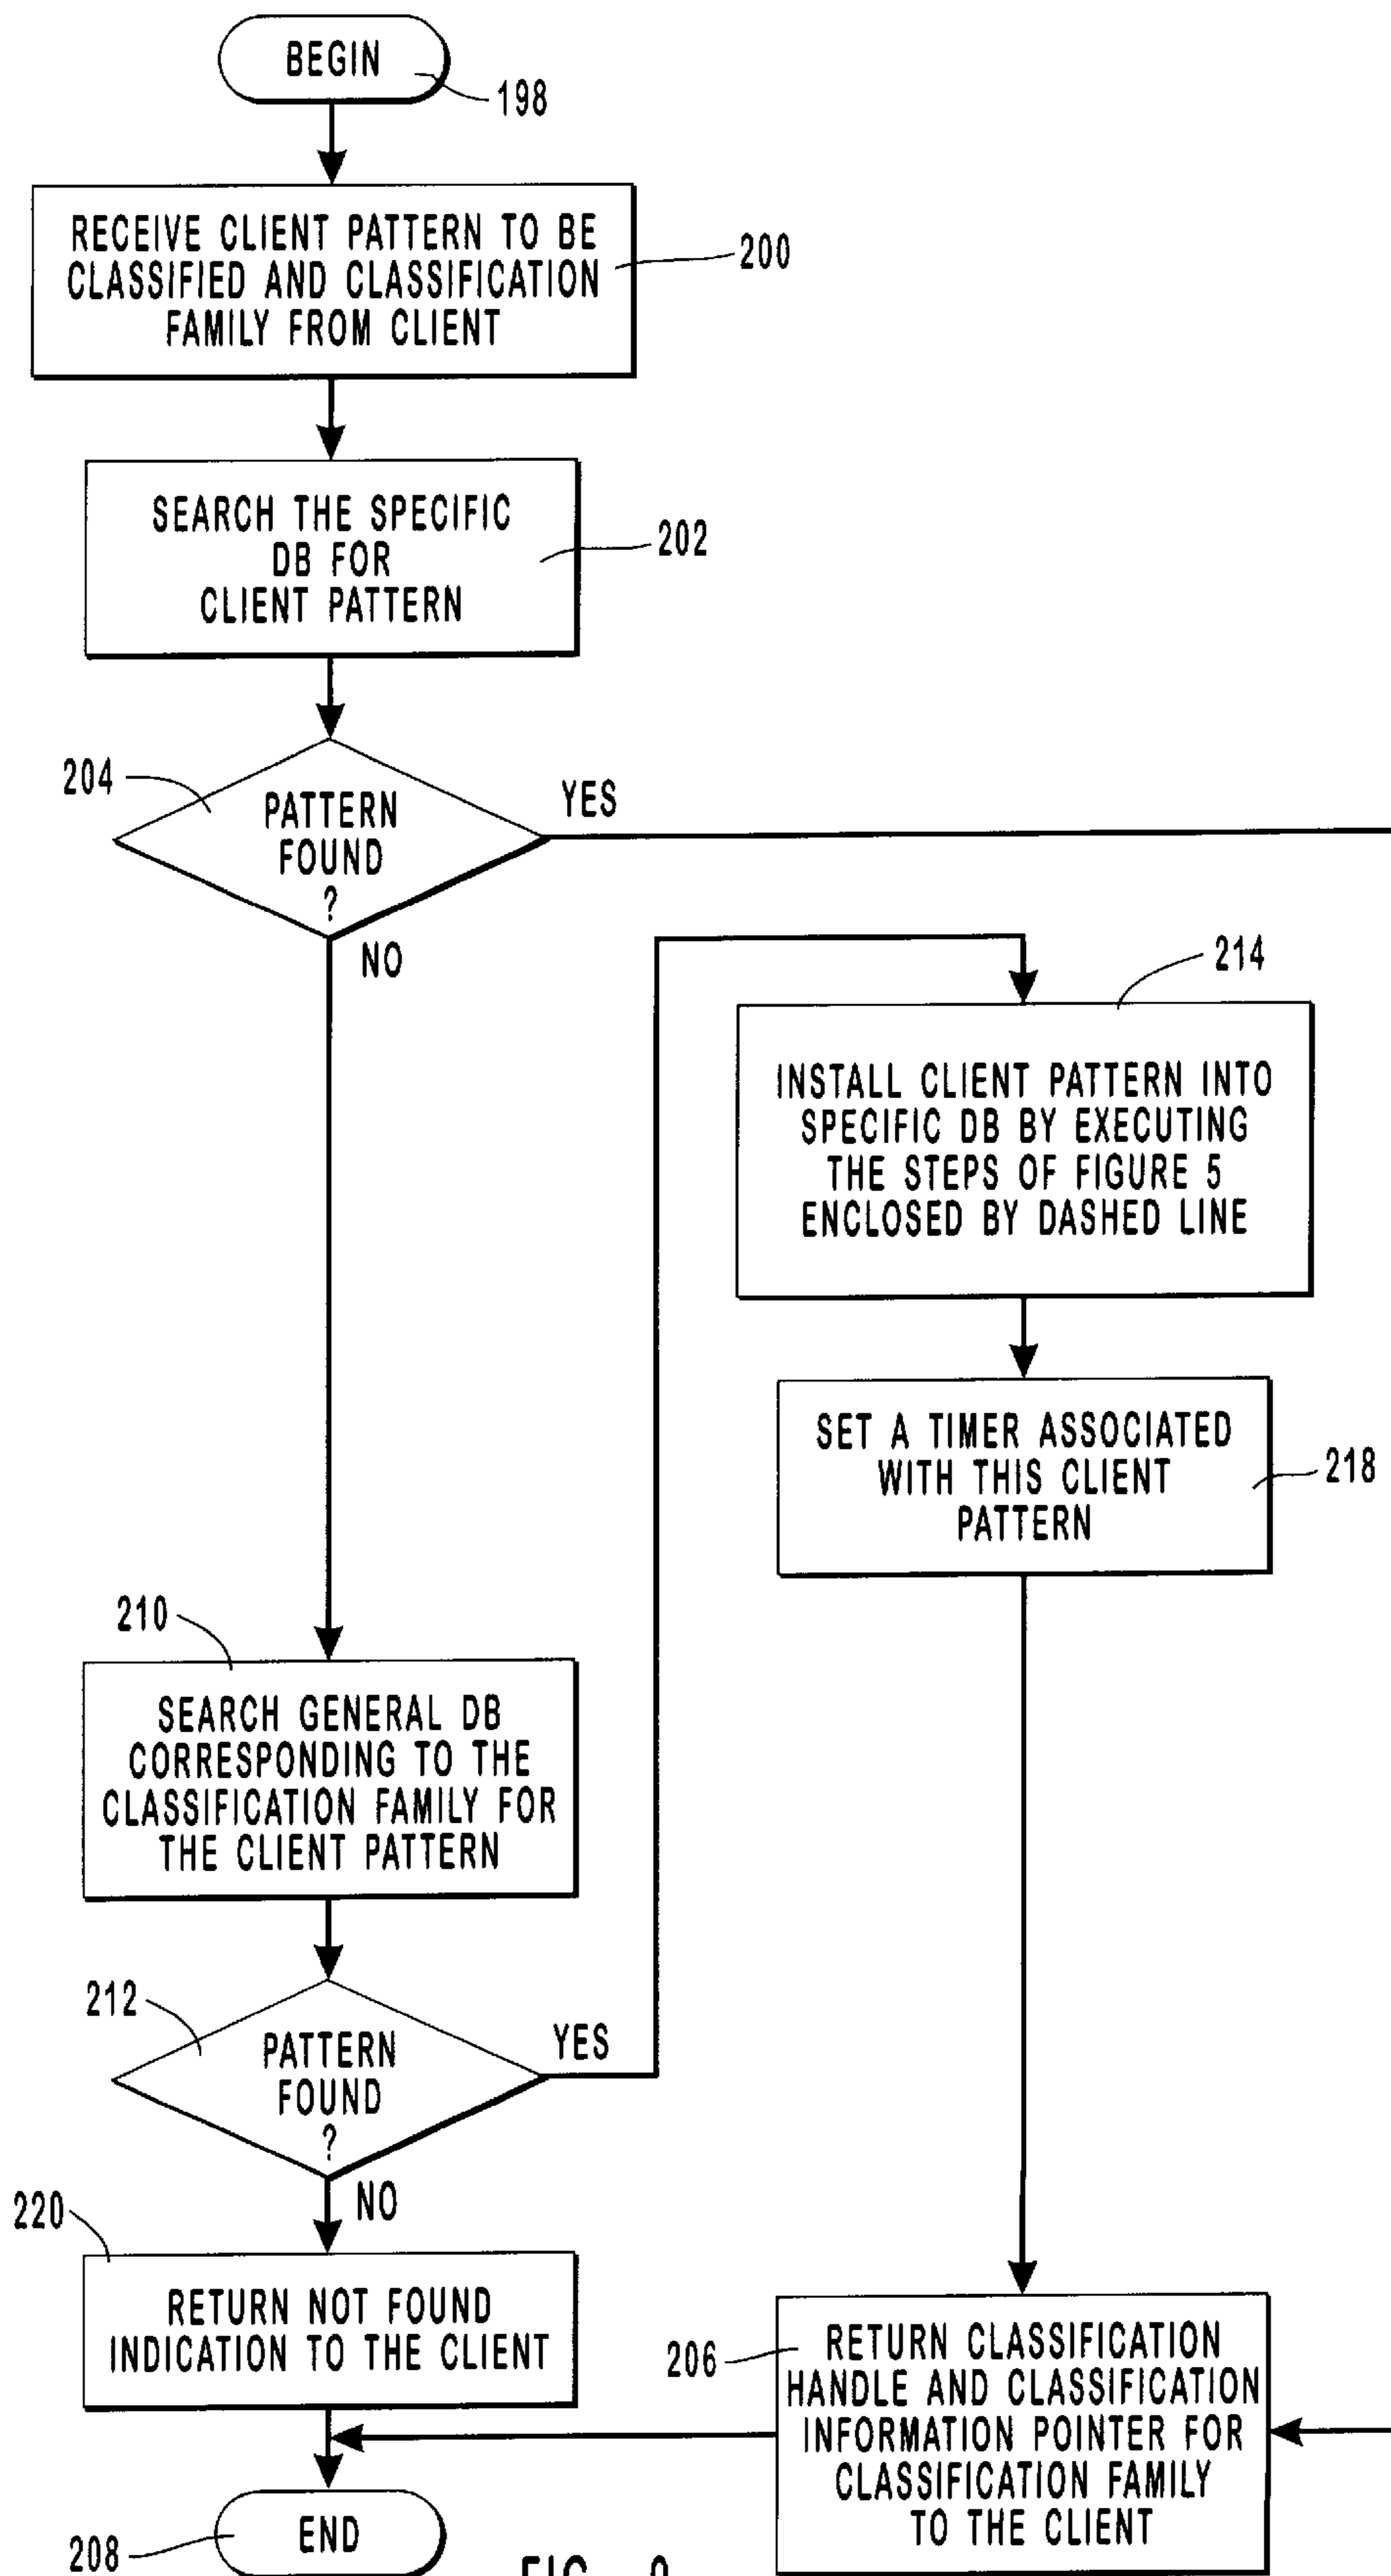 BEGIN
198
RECEIVE CLIENT PATTERN TO BE
CLASSIFIED AND CLASSIFICATION
FAMILY FROM CLIENT
200
SEARCH THE SPECIFIC
DB FOR
CLIENT PATTERN
202
204
PATTERN
FOUND
?
YES
NO
214
INSTALL CLIENT PATTERN INTO
SPECIFIC DB BY EXECUTING
THE STEPS OF FIGURE 5
ENCLOSED BY DASHED LINE
SET A TIMER ASSOCIATED
WITH THIS CLIENT
PATTERN
218
210
SEARCH GENERAL DB
CORRESPONDING TO THE
CLASSIFICATION FAMILY FOR
THE CLIENT PATTERN
212
PATTERN
FOUND
?
YES
NO
220
RETURN NOT FOUND
INDICATION TO THE CLIENT
206
RETURN CLASSIFICATION
HANDLE AND CLASSIFICATION
INFORMATION POINTER FOR
CLASSIFICATION FAMILY
TO THE CLIENT
END
208
FIG.